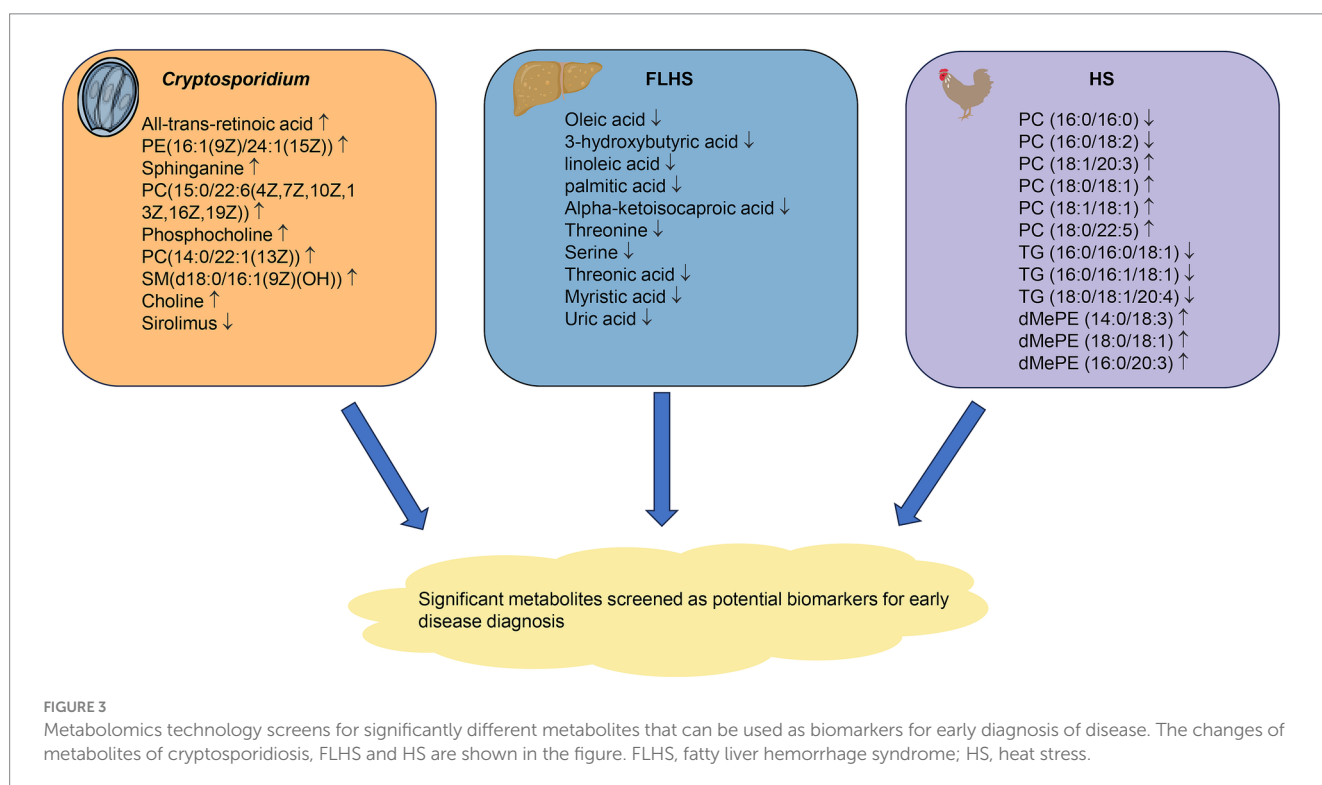 Cryptosporidium
All-trans-retinoic acid ↑
PE(16:1(9Z)/24:1(15Z)) ↑
Sphinganine ↑
PC(15:0/22:6(4Z,7Z,10Z,1
3Z,16Z,19Z)) ↑
Phosphocholine ↑
PC(14:0/22:1(13Z)) ↑
SM(d18:0/16:1(9Z)(OH)) ↑
Choline ↑
Sirolimus ↓
FLHS
Oleic acid ↓
3-hydroxybutyric acid ↓
linoleic acid ↓
palmitic acid ↓
Alpha-ketoisocaproic acid ↓
Threonine ↓
Serine ↓
Threonic acid ↓
Myristic acid ↓
Uric acid ↓
HS
PC (16:0/16:0) ↓
PC (16:0/18:2) ↓
PC (18:1/20:3) ↑
PC (18:0/18:1) ↑
PC (18:1/18:1) ↑
PC (18:0/22:5) ↑
TG (16:0/16:0/18:1) ↓
TG (16:0/16:1/18:1) ↓
TG (18:0/18:1/20:4) ↓
dMePE (14:0/18:3) ↑
dMePE (18:0/18:1) ↑
dMePE (16:0/20:3) ↑
Significant metabolites screened as potential biomarkers for early
disease diagnosis
FIGURE 3
Metabolomics technology screens for significantly different metabolites that can be used as biomarkers for early diagnosis of disease. The changes of
metabolites of cryptosporidiosis, FLHS and HS are shown in the figure. FLHS, fatty liver hemorrhage syndrome; HS, heat stress.